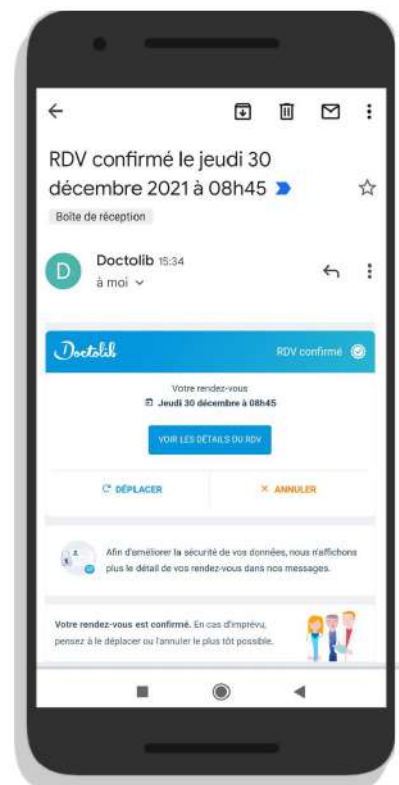 RDV confirmé le jeudi 30
décembre 2021 à 08h45
Boîte de réception
D
Doctolib 15:34
à moi
Doctolib
RDV confirmé
Votre rendez-vous
Jeudi 30 décembre à 08h45
VOIR LES DÉTAILS DU RDV
DÉPLACER
ANNULER
Afin d'améliorer la sécurité de vos données, nous n'affichons
plus le détail de vos rendez-vous dans nos messages.
Votre rendez-vous est confirmé. En cas d'imprévu,
pensez à le déplacer ou l'annuler le plus tôt possible.